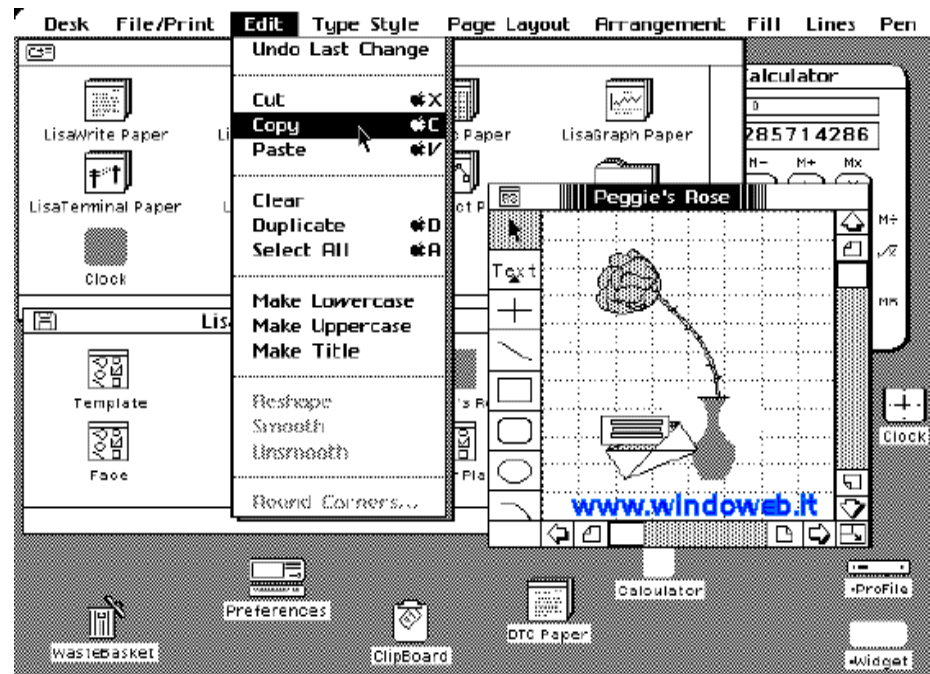 Desk File/Print Edit Type Style Page Layout Arrangement Fill Lines Pen
Undo Last Change
Cut X
Copy C
Paste V
Clear
Duplicate D
Select All A
Make Lowercase
Make Uppercase
Make Title
Reshape
Smooth
Unsmooth
Round Corners...
LisaWrite Paper
Paper
LisaGraph Paper
LisaTerminal Paper
Clock
Lis
Template
Face
Calculator
0
285714286
M- M+ Mx
M÷
√x
MR
Peggie's Rose
Text
www.windoweb.it
Clock
Preferences
WasteBasket
ClipBoard
DTC Paper
Calculator
ProFile
Widget